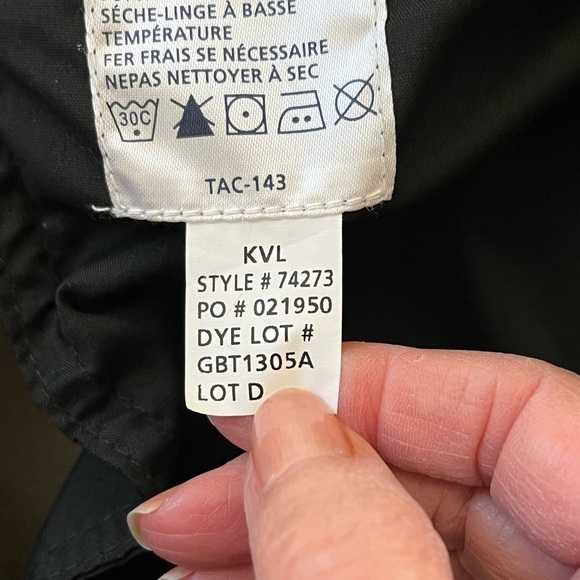 SÈCHE-LINGE À BASSE
TEMPÉRATURE
FER FRAIS SE NÉCESSAIRE
NEPAS NETTOYER À SEC
30C
TAC-143
KVL
STYLE # 74273
PO # 021950
DYE LOT #
GBT1305A
LOT D